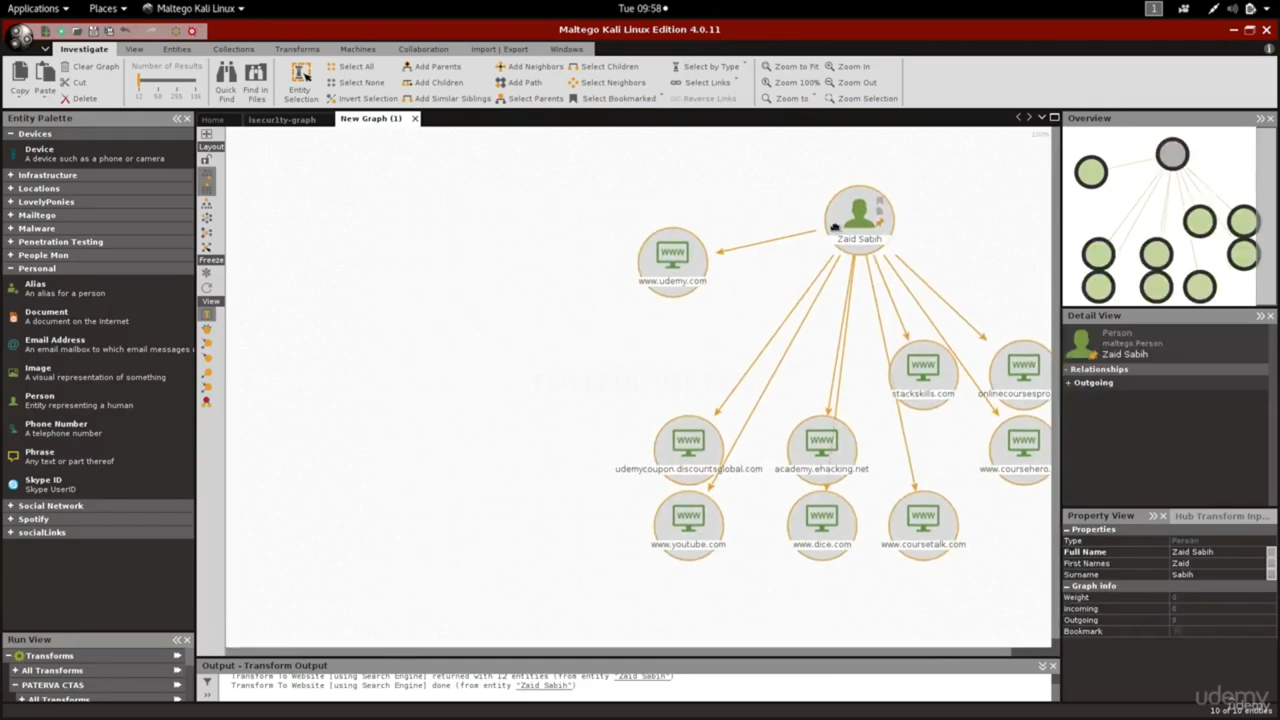 Applications
Places
Maltego Kali Linux
Tue 09:58
1
Maltego Kali Linux Edition 4.0.11
Investigate
View
Entities
Collections
Transforms
Machines
Collaboration
Import | Export
Windows
Copy
Paste
Clear Graph
Cut
Delete
Number of Results
12 50 255
Quick Find
Find in Files
Entity Selection
Select All
Select None
Invert Selection
Add Parents
Add Children
Add Similar Siblings
Add Neighbors
Add Path
Select Parents
Select Children
Select Neighbors
Select Bookmarked
Select by Type
Select Links
Reverse Links
Zoom to Fit
Zoom 100%
Zoom to
Zoom In
Zoom Out
Zoom Selection
Entity Palette
Devices
Device
A device such as a phone or camera
Infrastructure
Locations
LovelyPonies
Mailtego
Malware
Penetration Testing
People Mon
Personal
Alias
An alias for a person
Document
A document on the Internet
Email Address
An email mailbox to which email messages
Image
A visual representation of something
Person
Entity representing a human
Phone Number
A telephone number
Phrase
Any text or part thereof
Skype ID
Skype UserID
Social Network
Spotify
socialLinks
Run View
Transforms
All Transforms
PATERVA CTAS
All Transforms
Home
isecur1ty-graph
New Graph (1)
Layout
Freeze
View
100%
Zaid Sabih
www.udemy.com
stackskills.com
onlinecoursespro
udemycoupon.discountsglobal.com
academy.ehacking.net
www.coursehero.
www.youtube.com
www.dice.com
www.coursetalk.com
Output - Transform Output
Transform To Website [using Search Engine] returned with 12 entities (from entity "Zaid Sabih")
Transform To Website [using Search Engine] done (from entity "Zaid Sabih")
Overview
Detail View
Person
maltego.Person
Zaid Sabih
Relationships
Outgoing
Property View
Hub Transform Inp...
Properties
Type Person
Full Name Zaid Sabih
First Names Zaid
Surname Sabih
Graph info
Weight 0
Incoming 0
Outgoing 9
Bookmark
udemy
10 of 10 entities